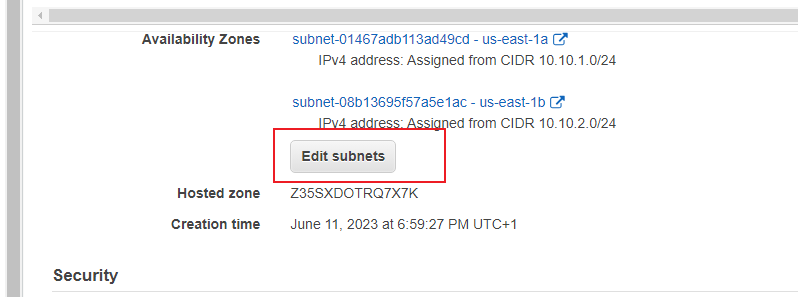 Availability Zones subnet-01467adb113ad49cd - us-east-1a
IPv4 address: Assigned from CIDR 10.10.1.0/24
subnet-08b13695f57a5e1ac - us-east-1b
IPv4 address: Assigned from CIDR 10.10.2.0/24
Edit subnets
Hosted zone Z35SXDOTRQ7X7K
Creation time June 11, 2023 at 6:59:27 PM UTC+1
Security